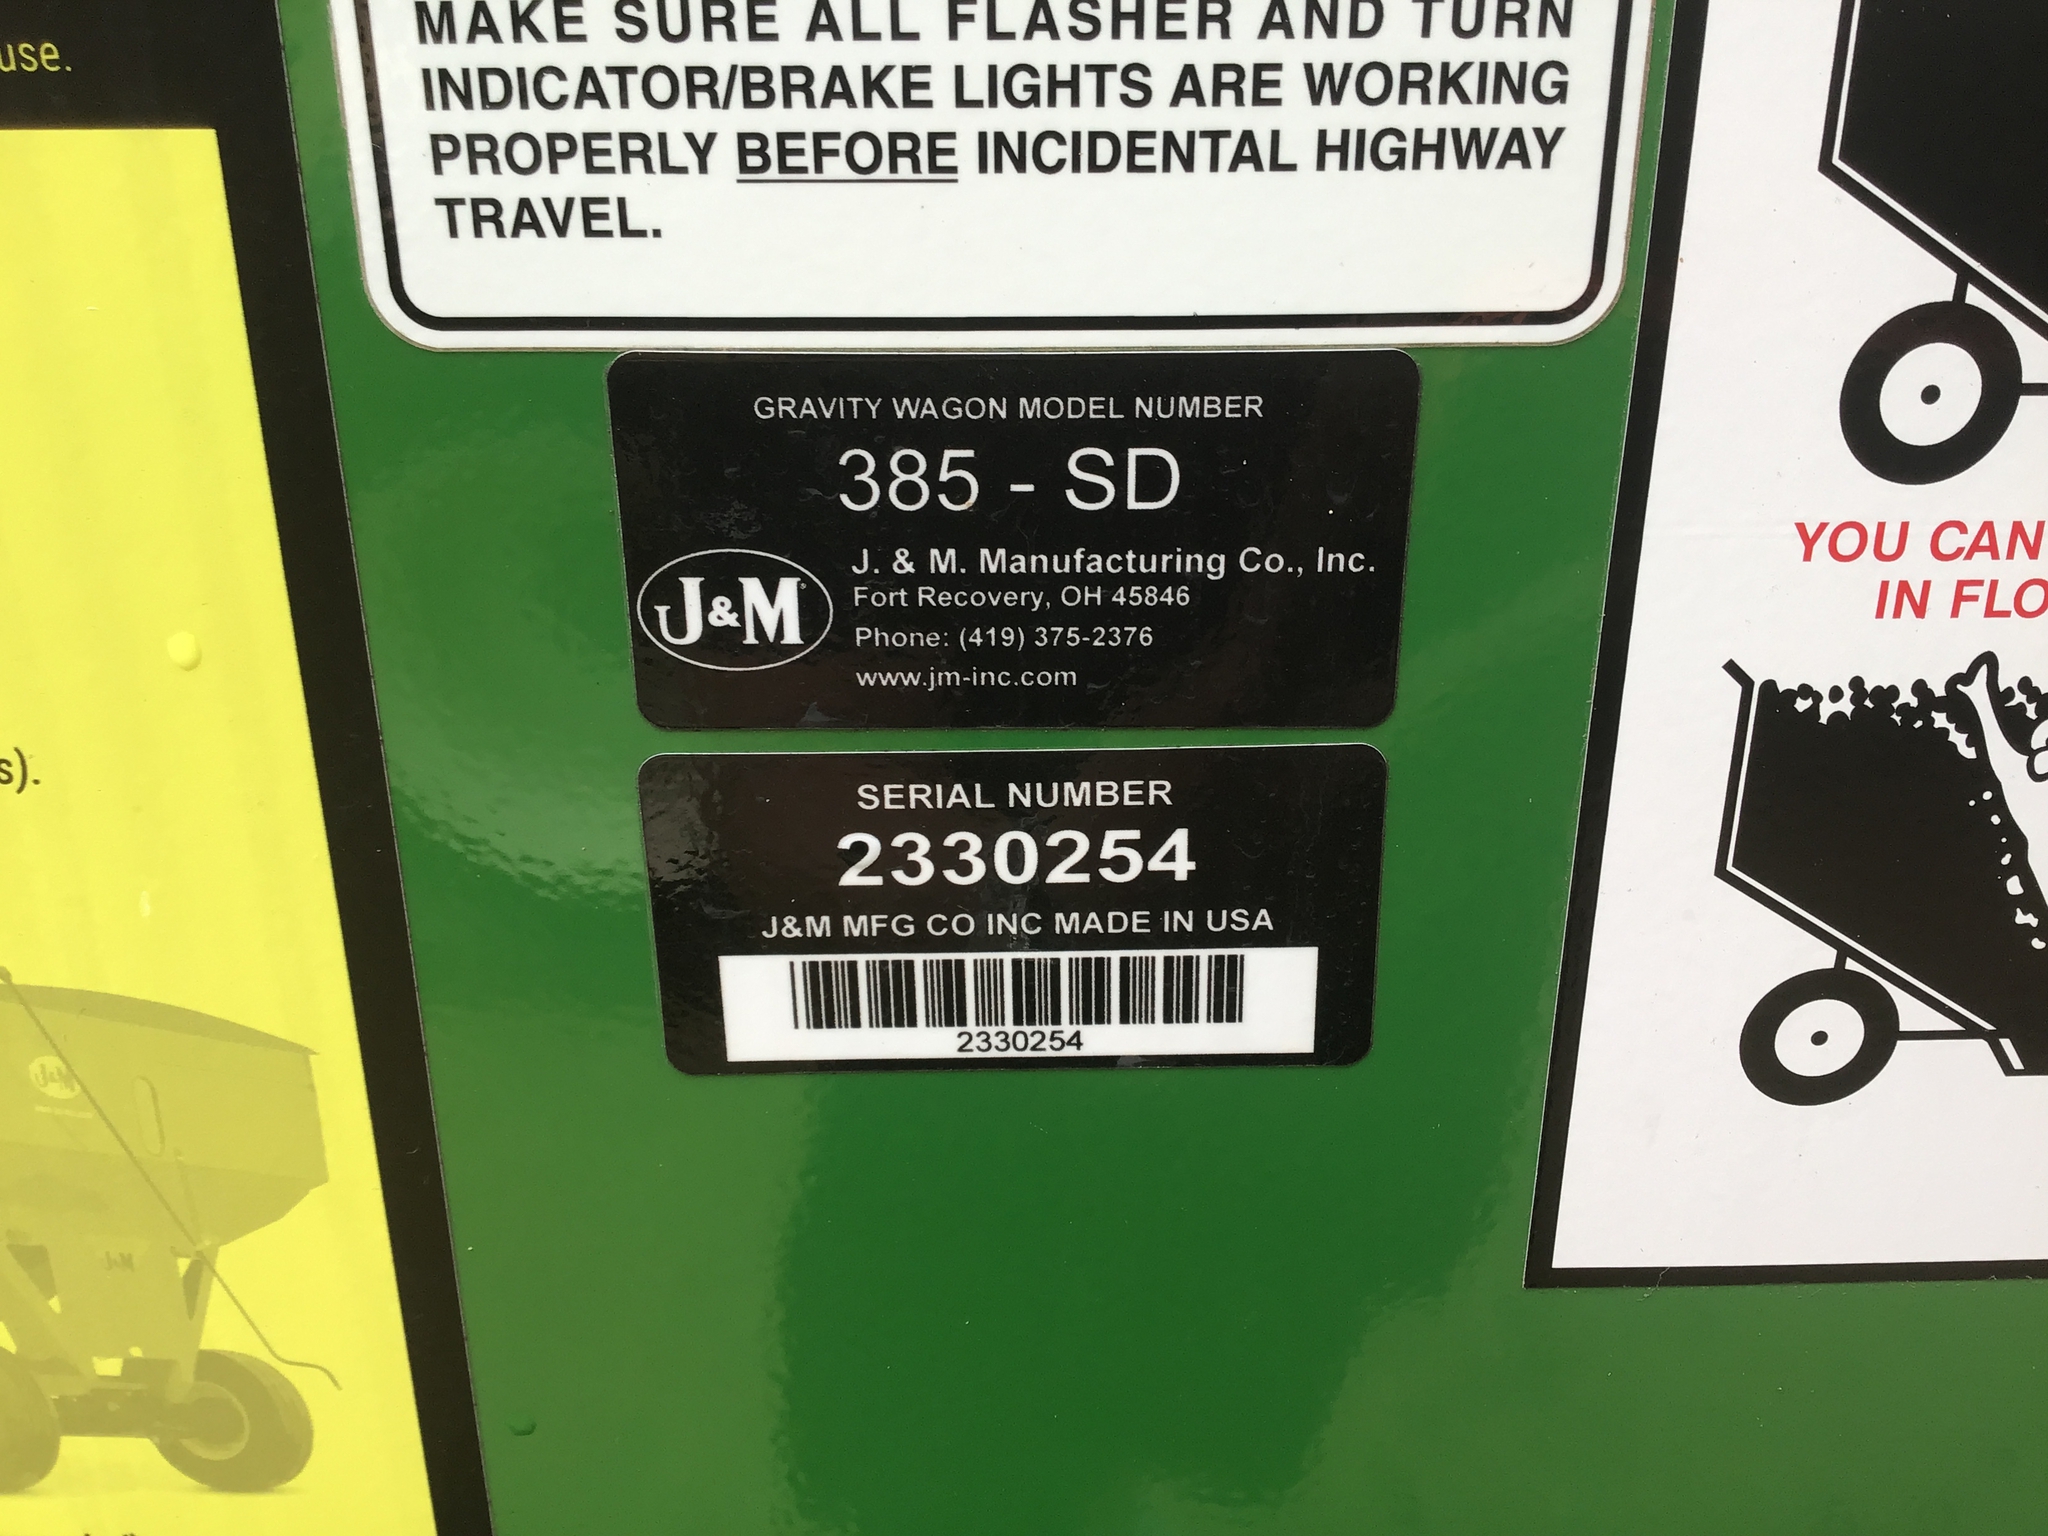 use.
MAKE SURE ALL FLASHER AND TURN
INDICATOR/BRAKE LIGHTS ARE WORKING
PROPERLY BEFORE INCIDENTAL HIGHWAY
TRAVEL.
GRAVITY WAGON MODEL NUMBER
385 - SD
J&M
J. & M. Manufacturing Co., Inc.
Fort Recovery, OH 45846
Phone: (419) 375-2376
www.jm-inc.com
SERIAL NUMBER
2330254
J&M MFG CO INC MADE IN USA
2330254
s).
J&M
J&M
YOU CAN
IN FLO